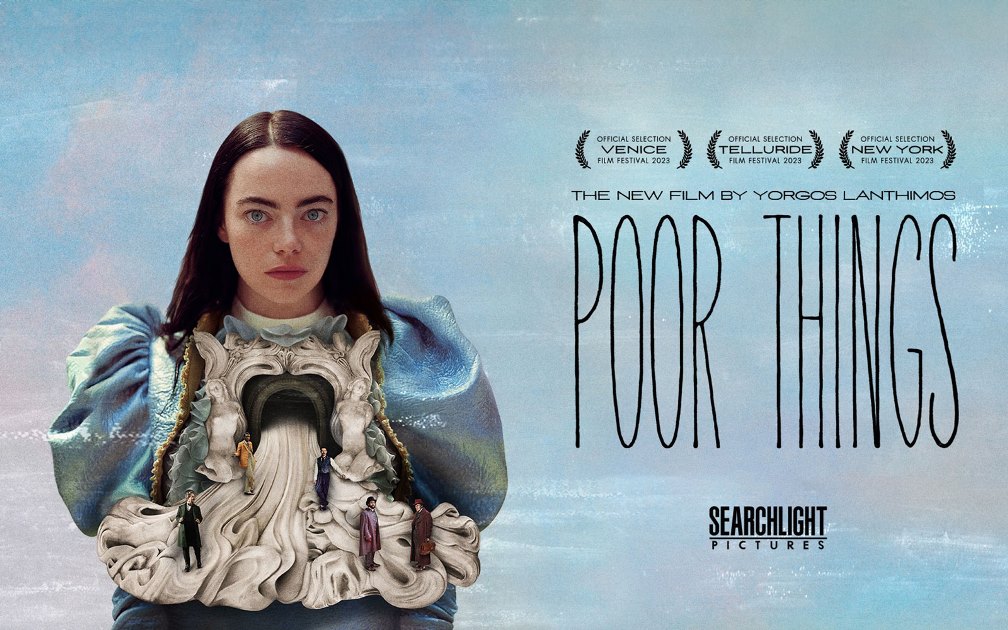 OFFICIAL SELECTION
VENICE
FILM FESTIVAL 2023
OFFICIAL SELECTION
TELLURIDE
FILM FESTIVAL 2023
OFFICIAL SELECTION
NEW YORK
FILM FESTIVAL 2023
THE NEW FILM BY YORGOS LANTHIMOS
POOR THINGS
SEARCHLIGHT
PICTURES